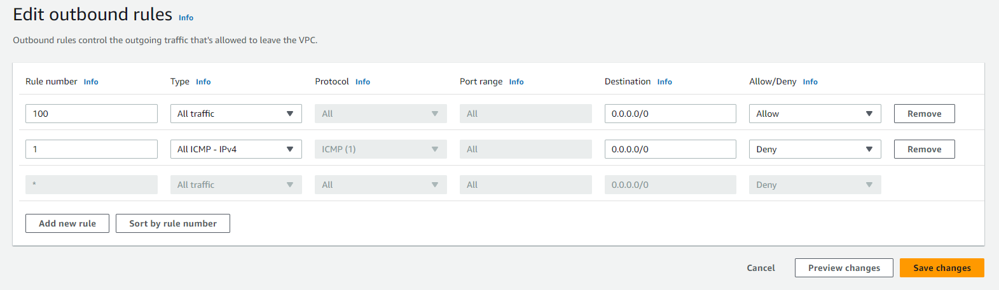 Edit outbound rules Info
Outbound rules control the outgoing traffic that's allowed to leave the VPC.
Rule number Info Type Info Protocol Info Port range Info Destination Info Allow/Deny Info
100 All traffic All All 0.0.0.0/0 Allow Remove
1 All ICMP - IPv4 ICMP (1) All 0.0.0.0/0 Deny Remove
* All traffic All All 0.0.0.0/0 Deny
Add new rule Sort by rule number
Cancel Preview changes Save changes